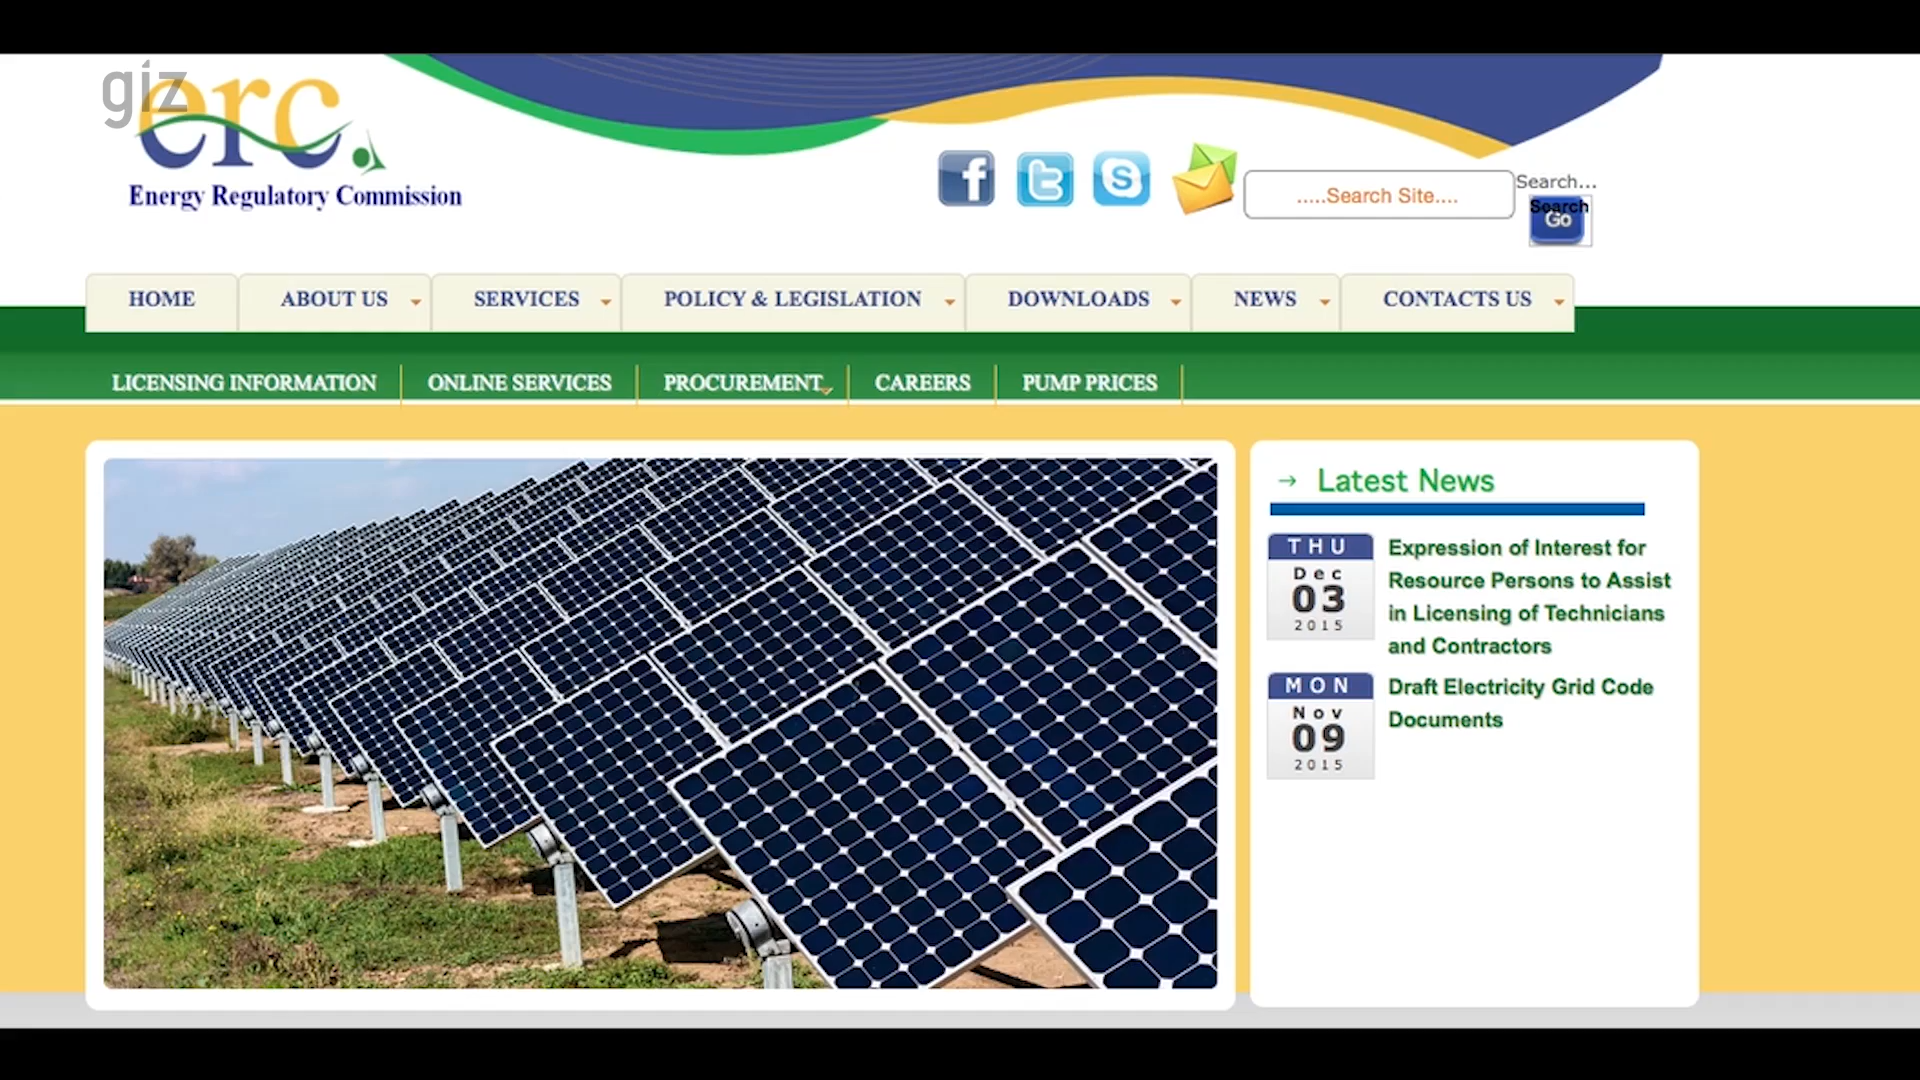 giz
erc.
Energy Regulatory Commission
.....Search Site....
Search...
Search
Go
HOME
ABOUT US
SERVICES
POLICY & LEGISLATION
DOWNLOADS
NEWS
CONTACTS US
LICENSING INFORMATION
ONLINE SERVICES
PROCUREMENT
CAREERS
PUMP PRICES
→ Latest News
THU
Dec
03
2015
Expression of Interest for
Resource Persons to Assist
in Licensing of Technicians
and Contractors
MON
Nov
09
2015
Draft Electricity Grid Code
Documents